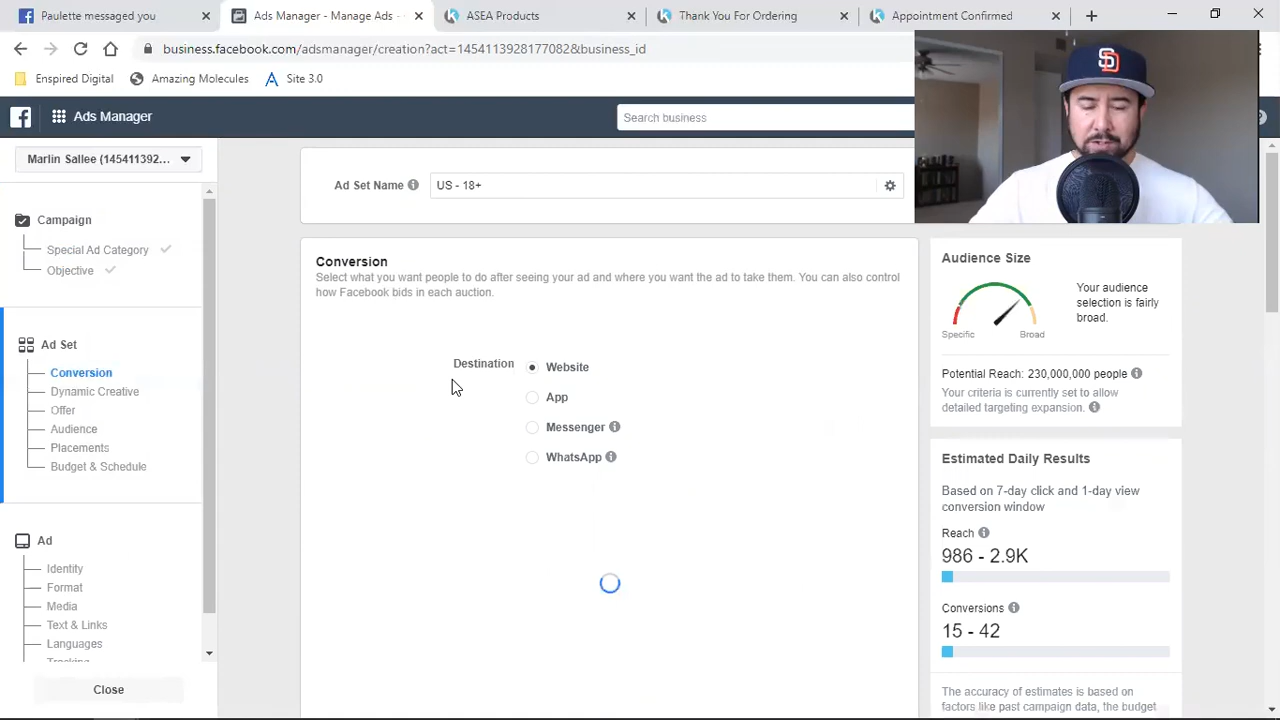 Paulette messaged you
Ads Manager - Manage Ads -
ASEA Products
Thank You For Ordering
Appointment Confirmed
business.facebook.com/adsmanager/creation?act=1454113928177082&business_id
Enspired Digital
Amazing Molecules
Site 3.0
Ads Manager
Search business
Marlin Sallee (145411392...
Campaign
Special Ad Category
Objective
Ad Set
Conversion
Dynamic Creative
Offer
Audience
Placements
Budget & Schedule
Ad
Identity
Format
Media
Text & Links
Languages
Tracking
Close
Ad Set Name
US - 18+
Conversion
Select what you want people to do after seeing your ad and where you want the ad to take them. You can also control
how Facebook bids in each auction.
Destination
Website
App
Messenger
WhatsApp
Audience Size
Specific
Broad
Your audience
selection is fairly
broad.
Potential Reach: 230,000,000 people
Your criteria is currently set to allow
detailed targeting expansion.
Estimated Daily Results
Based on 7-day click and 1-day view
conversion window
Reach
986 - 2.9K
Conversions
15 - 42
The accuracy of estimates is based on
factors like past campaign data, the budget